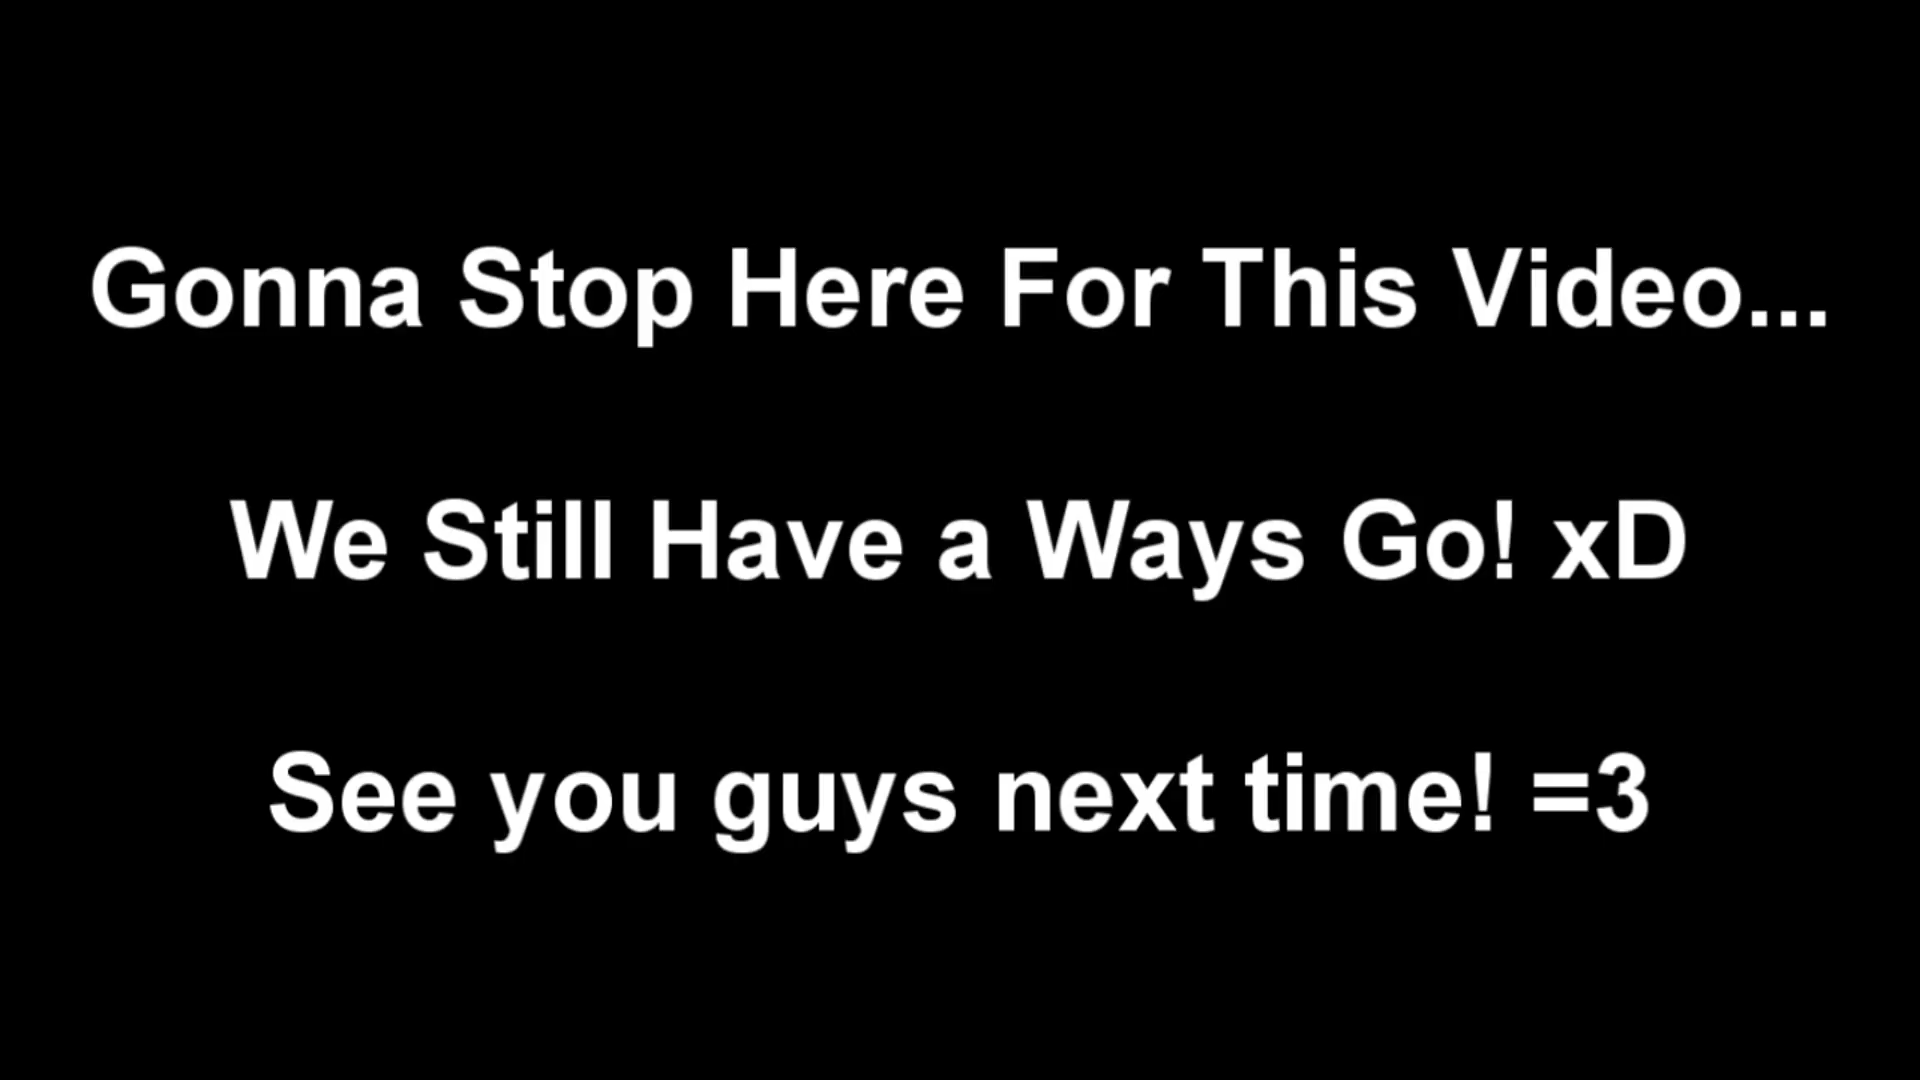 Gonna Stop Here For This Video...
We Still Have a Ways Go! xD
See you guys next time! =3